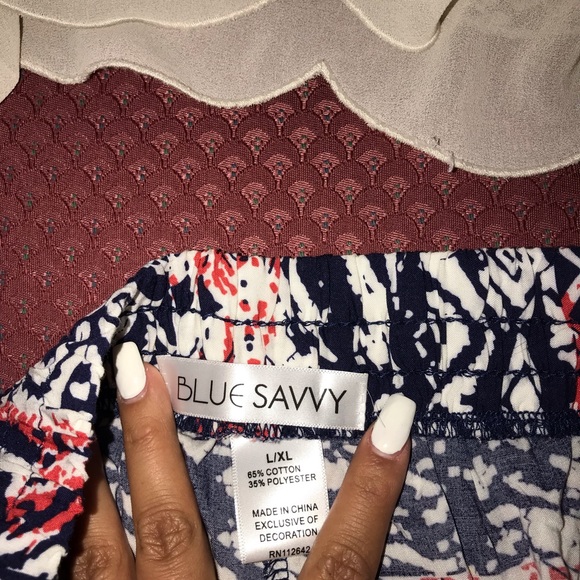 BLUE SAVVY
L/XL
65% COTTON
35% POLYESTER
MADE IN CHINA
EXCLUSIVE OF
DECORATION
RN112642